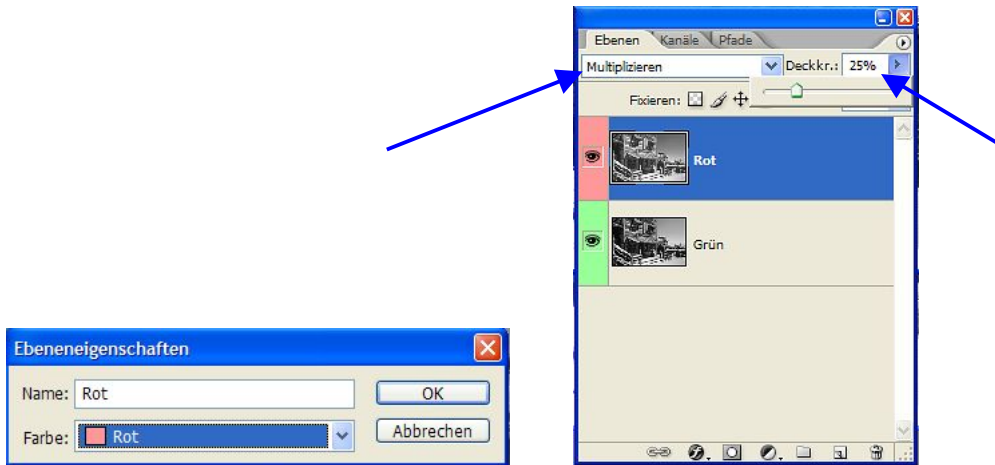 Ebenen Kanäle Pfade
Multiplizieren Deckkr.: 25%
Fixieren:
Rot
Grün
Ebeneneigenschaften
Name: Rot OK
Farbe: Rot Abbrechen